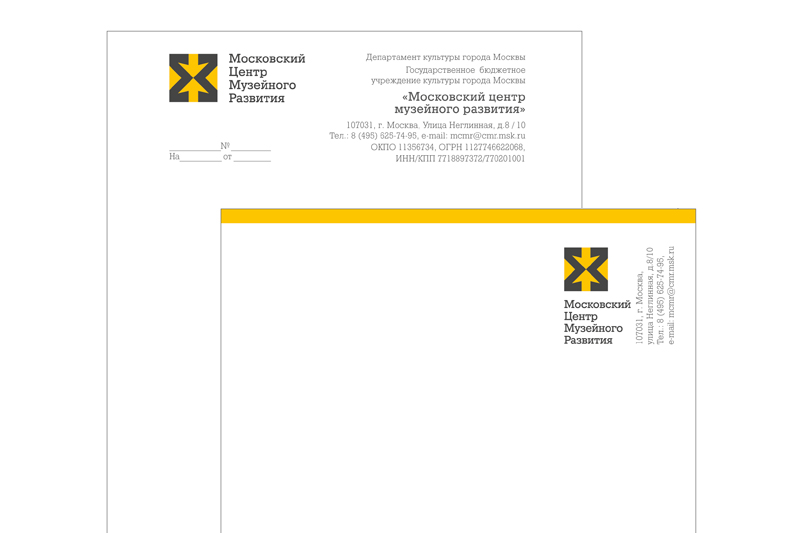 Московский
Центр
Музейного
Развития
Департамент культуры города Москвы
Государственное бюджетное
учреждение культуры города Москвы
«Московский центр
музейного развития»
107031, г. Москва. Улица Неглинная, д.8 / 10
Тел.: 8 (495) 625-74-95, e-mail: mcmr@cmr.msk.ru
ОКПО 11356734, ОГРН 1127746622068,
ИНН/КПП 7718897372/770201001
____________№_________
На__________ от _________
Московский
Центр
Музейного
Развития
107031, г. Москва,
улица Неглинная, д.8/10
Тел.: 8 (495) 625-74-95,
e-mail: mcmr@cmr.msk.ru